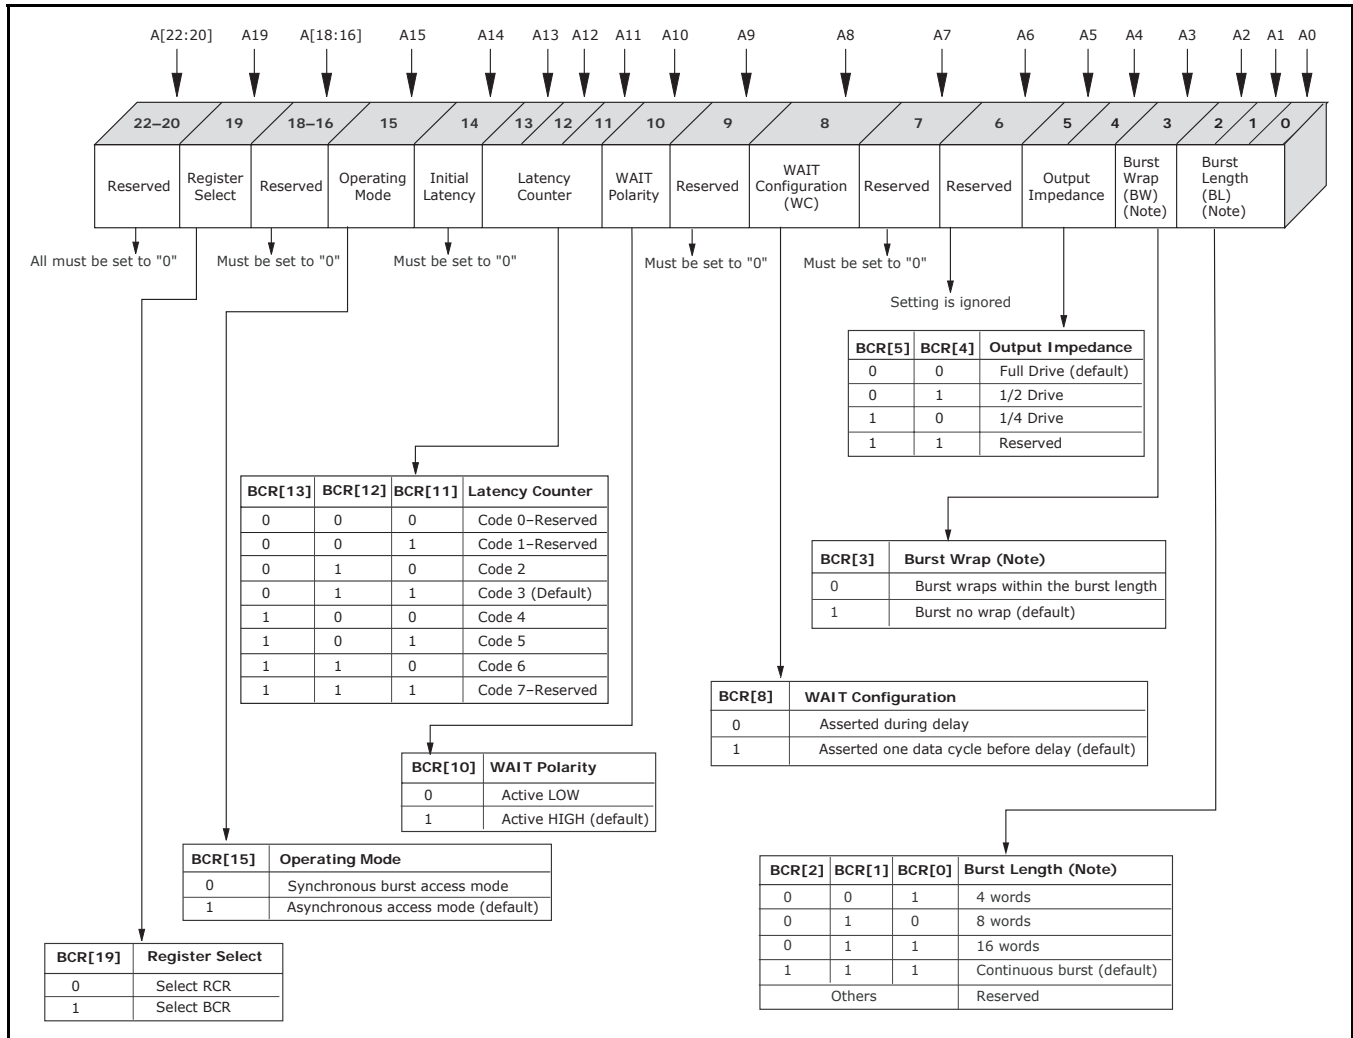 A[22:20] A19 A[18:16] A15 A14 A13 A12 A11 A10 A9 A8 A7 A6 A5 A4 A3 A2 A1 A0
22–20 19 18–16 15 14 13 12 11 10 9 8 7 6 5 4 3 2 1 0
Reserved
Register
Select
Reserved
Operating
Mode
Initial
Latency
Latency
Counter
WAIT
Polarity
Reserved
WAIT
Configuration
(WC)
Reserved
Reserved
Output
Impedance
Burst
Wrap
(BW)
(Note)
Burst
Length
(BL)
(Note)
All must be set to "0"
Must be set to "0"
Must be set to "0"
Must be set to "0"
Must be set to "0"
Setting is ignored
BCR[5] BCR[4] Output Impedance
0 0 Full Drive (default)
0 1 1/2 Drive
1 0 1/4 Drive
1 1 Reserved
BCR[13] BCR[12] BCR[11] Latency Counter
0 0 0 Code 0–Reserved
0 0 1 Code 1–Reserved
0 1 0 Code 2
0 1 1 Code 3 (Default)
1 0 0 Code 4
1 0 1 Code 5
1 1 0 Code 6
1 1 1 Code 7–Reserved
BCR[3] Burst Wrap (Note)
0 Burst wraps within the burst length
1 Burst no wrap (default)
BCR[8] WAIT Configuration
0 Asserted during delay
1 Asserted one data cycle before delay (default)
BCR[10] WAIT Polarity
0 Active LOW
1 Active HIGH (default)
BCR[15] Operating Mode
0 Synchronous burst access mode
1 Asynchronous access mode (default)
BCR[2] BCR[1] BCR[0] Burst Length (Note)
0 0 1 4 words
0 1 0 8 words
0 1 1 16 words
1 1 1 Continuous burst (default)
Others Reserved
BCR[19] Register Select
0 Select RCR
1 Select BCR